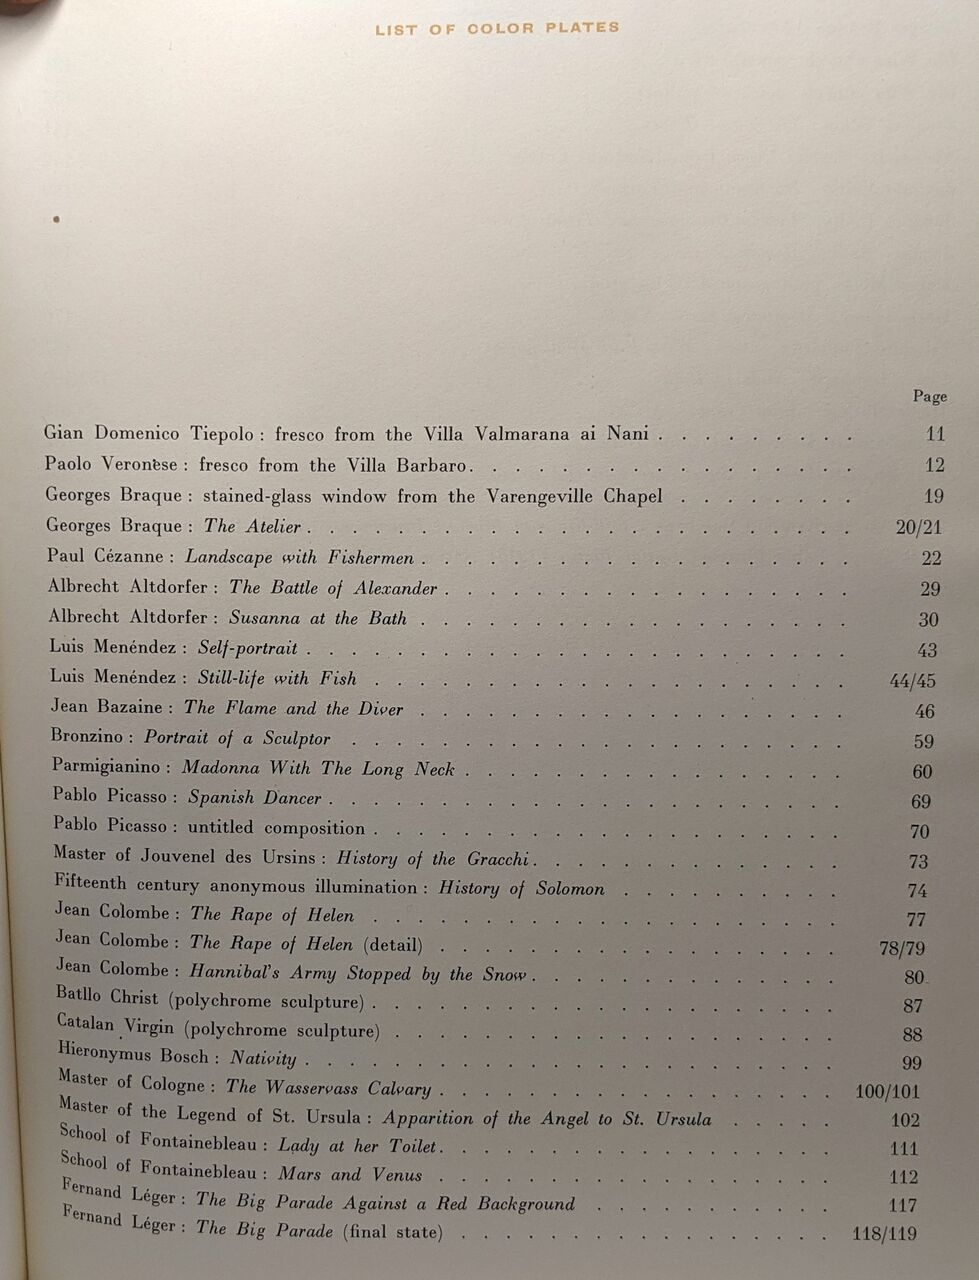 LIST OF COLOR PLATES
Page
Gian Domenico Tiepolo : fresco from the Villa Valmarana ai Nani . . . . . . . . . 11
Paolo Veronese : fresco from the Villa Barbaro. . . . . . . . . . . . . . . 12
Georges Braque : stained-glass window from the Varengeville Chapel . . . . . . . 19
Georges Braque : The Atelier . . . . . . . . . . . . . . . . . . . . 20/21
Paul Cézanne : Landscape with Fishermen . . . . . . . . . . . . . . . . 22
Albrecht Altdorfer : The Battle of Alexander . . . . . . . . . . . . . . . 29
Albrecht Altdorfer : Susanna at the Bath . . . . . . . . . . . . . . . . 30
Luis Menéndez : Self-portrait . . . . . . . . . . . . . . . . . . . . 43
Luis Menéndez : Still-life with Fish . . . . . . . . . . . . . . . . . 44/45
Jean Bazaine : The Flame and the Diver . . . . . . . . . . . . . . . . 46
Bronzino : Portrait of a Sculptor . . . . . . . . . . . . . . . . . . 59
Parmigianino : Madonna With The Long Neck . . . . . . . . . . . . . . 60
Pablo Picasso : Spanish Dancer . . . . . . . . . . . . . . . . . . . 69
Pablo Picasso : untitled composition . . . . . . . . . . . . . . . . . 70
Master of Jouvenel des Ursins : History of the Gracchi . . . . . . . . . . . 73
Fifteenth century anonymous illumination : History of Solomon . . . . . . . . 74
Jean Colombe : The Rape of Helen . . . . . . . . . . . . . . . . . 77
Jean Colombe : The Rape of Helen (detail) . . . . . . . . . . . . . . 78/79
Jean Colombe : Hannibal's Army Stopped by the Snow . . . . . . . . . . . 80
Batllo Christ (polychrome sculpture) . . . . . . . . . . . . . . . . . 87
Catalan Virgin (polychrome sculpture) . . . . . . . . . . . . . . . . 88
Hieronymus Bosch : Nativity . . . . . . . . . . . . . . . . . . . 99
Master of Cologne : The Wasservass Calvary . . . . . . . . . . . . . . 100/101
Master of the Legend of St. Ursula : Apparition of the Angel to St. Ursula . . . . . 102
School of Fontainebleau : Lady at her Toilet . . . . . . . . . . . . . . 111
School of Fontainebleau : Mars and Venus . . . . . . . . . . . . . . 112
Fernand Léger : The Big Parade Against a Red Background . . . . . . . . . 117
Fernand Léger : The Big Parade (final state) . . . . . . . . . . . . . 118/119